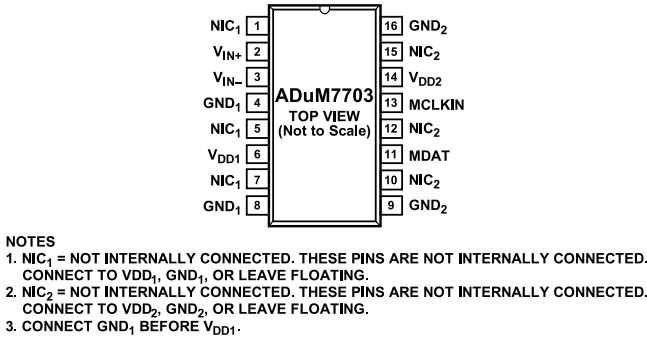 NIC1 1 16 GND2
VIN+ 2 15 NIC2
VIN– 3 14 VDD2
GND1 4 ADuM7703 13 MCLKIN
TOP VIEW
NIC1 5 (Not to Scale) 12 NIC2
VDD1 6 11 MDAT
NIC1 7 10 NIC2
GND1 8 9 GND2
NOTES
1. NIC1 = NOT INTERNALLY CONNECTED. THESE PINS ARE NOT INTERNALLY CONNECTED.
CONNECT TO VDD1, GND1, OR LEAVE FLOATING.
2. NIC2 = NOT INTERNALLY CONNECTED. THESE PINS ARE NOT INTERNALLY CONNECTED.
CONNECT TO VDD2, GND2, OR LEAVE FLOATING.
3. CONNECT GND1 BEFORE VDD1.